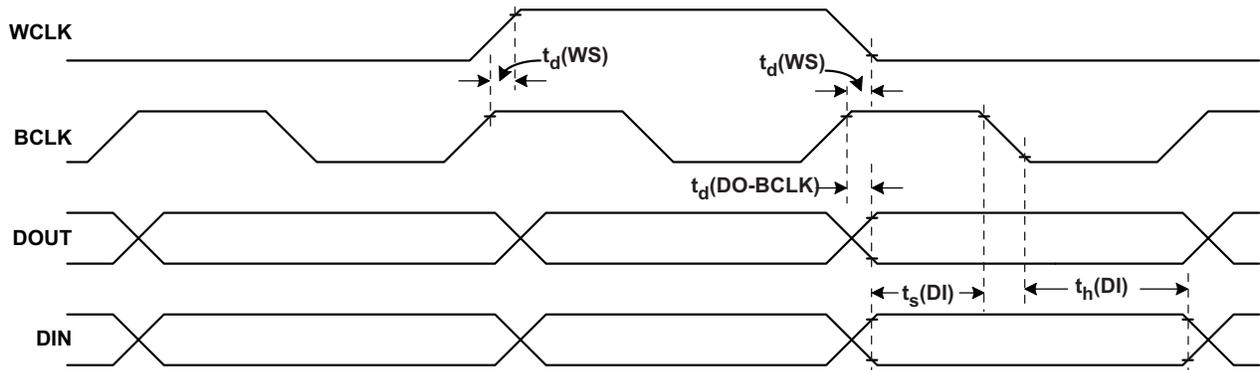 WCLK
t_d(WS)
t_d(WS)
BCLK
t_d(DO-BCLK)
DOUT
t_s(DI)
t_h(DI)
DIN